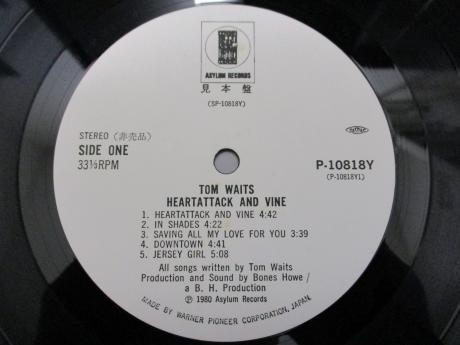 ASYLUM RECORDS
見本盤
(SP-10818Y)
STEREO (非売品)
SIDE ONE
33⅓RPM
P-10818Y
(P-10818Y1)
TOM WAITS
HEARTATTACK AND VINE
1. HEARTATTACK AND VINE 4:42
2. IN SHADES 4:22
3. SAVING ALL MY LOVE FOR YOU 3:39
4. DOWNTOWN 4:41
5. JERSEY GIRL 5:08
All songs written by Tom Waits
Production and Sound by Bones Howe /
a B. H. Production
℗ 1980 Asylum Records
MADE BY WARNER PIONEER CORPORATION, JAPAN.